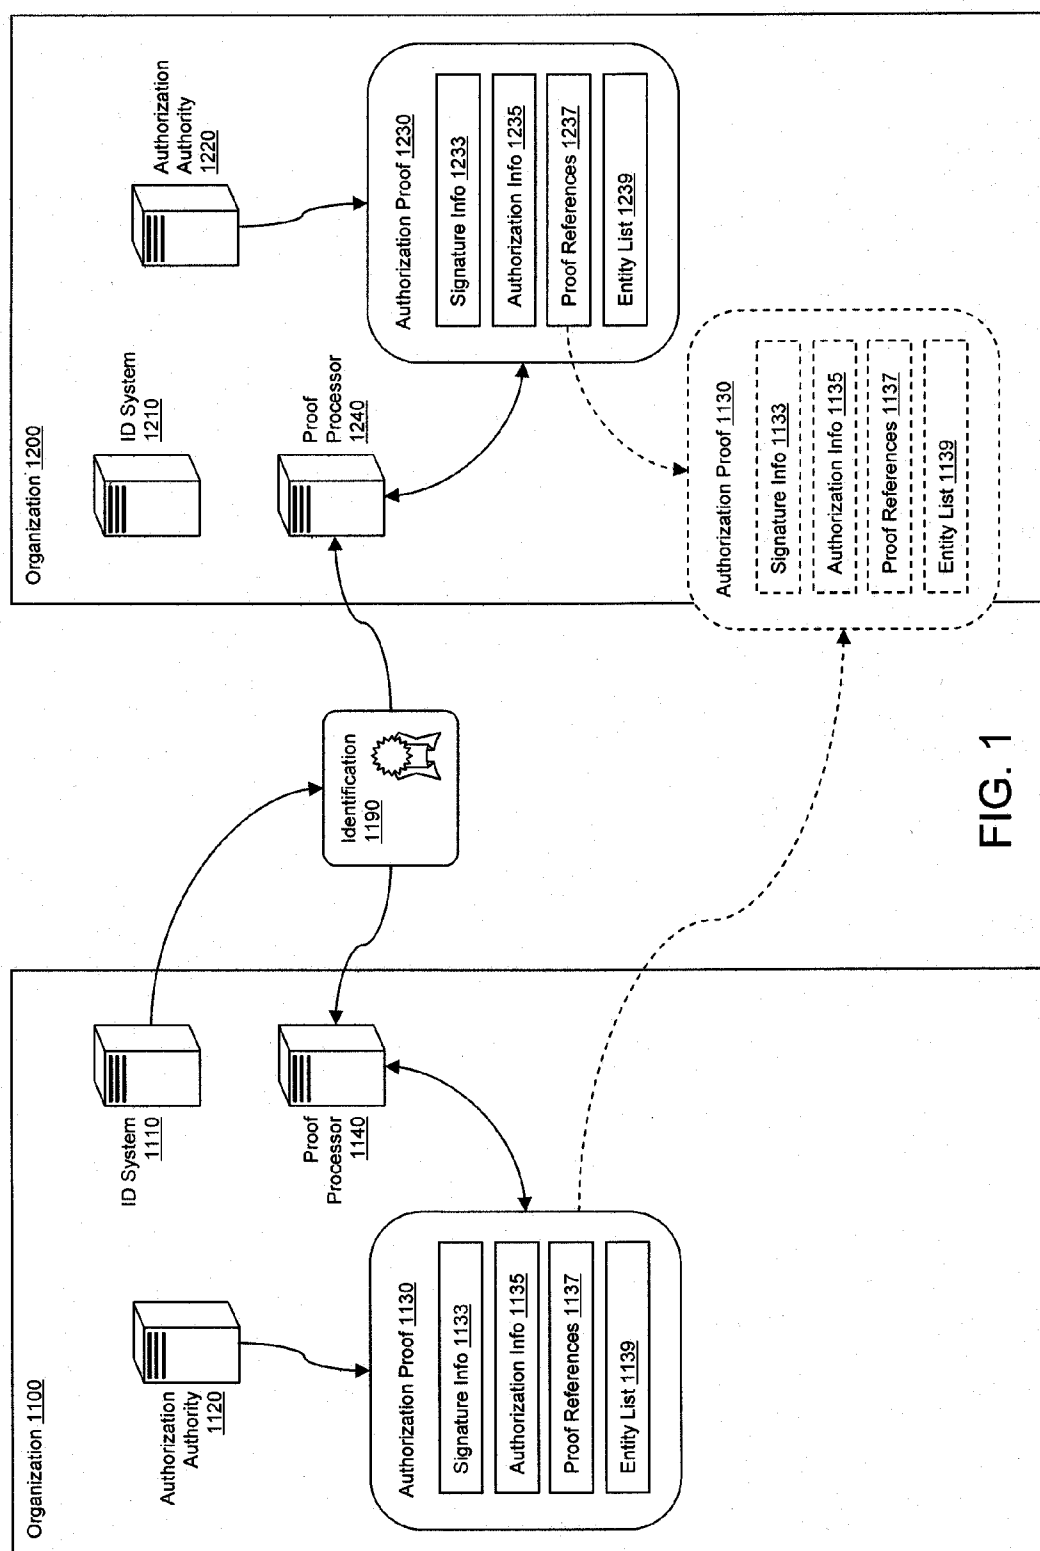 Organization 1100
Authorization
Authority
1120
ID System
1110
Proof
Processor
1140
Authorization Proof 1130
Signature Info 1133
Authorization Info 1135
Proof References 1137
Entity List 1139
Identification
1190
Organization 1200
ID System
1210
Authorization
Authority
1220
Proof
Processor
1240
Authorization Proof 1230
Signature Info 1233
Authorization Info 1235
Proof References 1237
Entity List 1239
Authorization Proof 1130
Signature Info 1133
Authorization Info 1135
Proof References 1137
Entity List 1139
FIG. 1